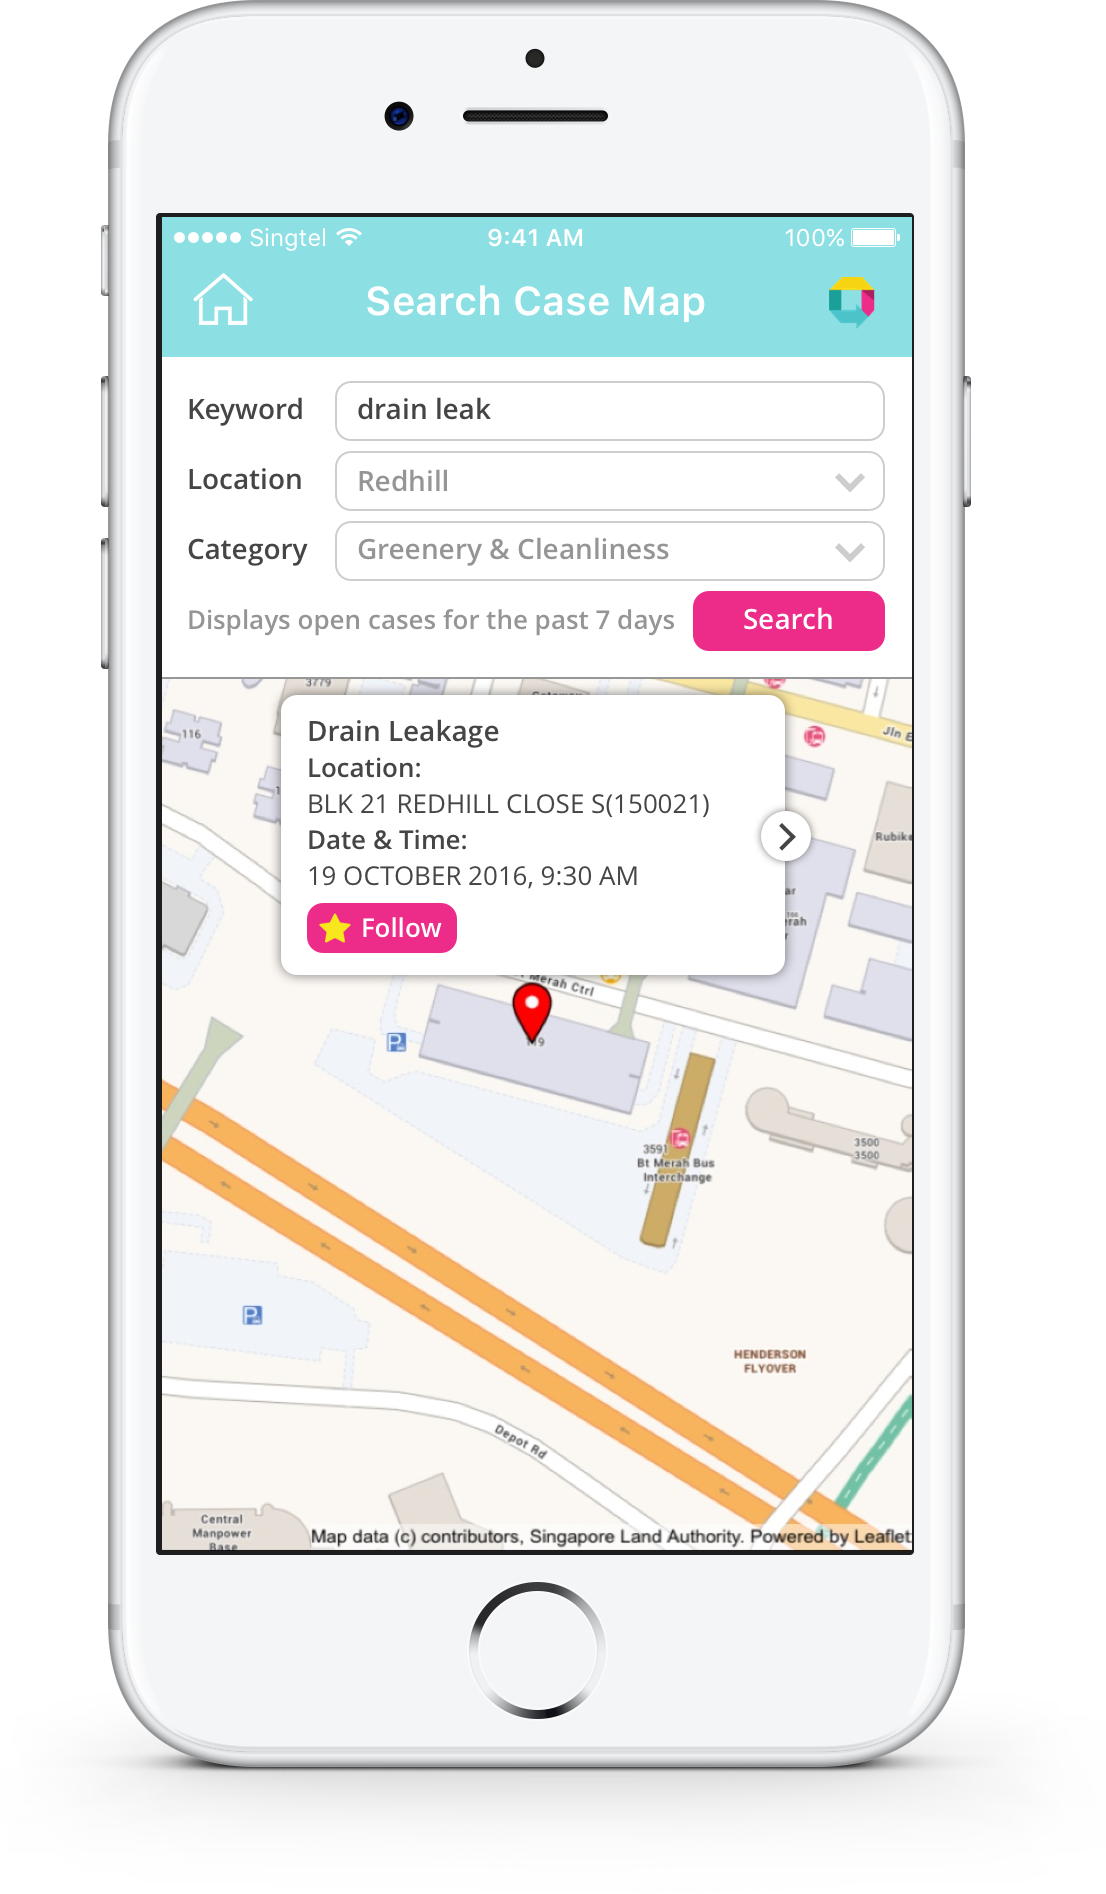 Singtel 9:41 AM 100%
Search Case Map
Keyword drain leak
Location Redhill
Category Greenery & Cleanliness
Displays open cases for the past 7 days Search
3779
116
Jln
Drain Leakage
Location:
BLK 21 REDHILL CLOSE S(150021)
Date & Time:
19 OCTOBER 2016, 9:30 AM
Follow
Rubik
Merah Ctrl
3591
Bt Merah Bus
Interchange
3500
3500
HENDERSON
FLYOVER
Depot Rd
Central
Manpower
Base
Map data (c) contributors, Singapore Land Authority. Powered by Leaflet